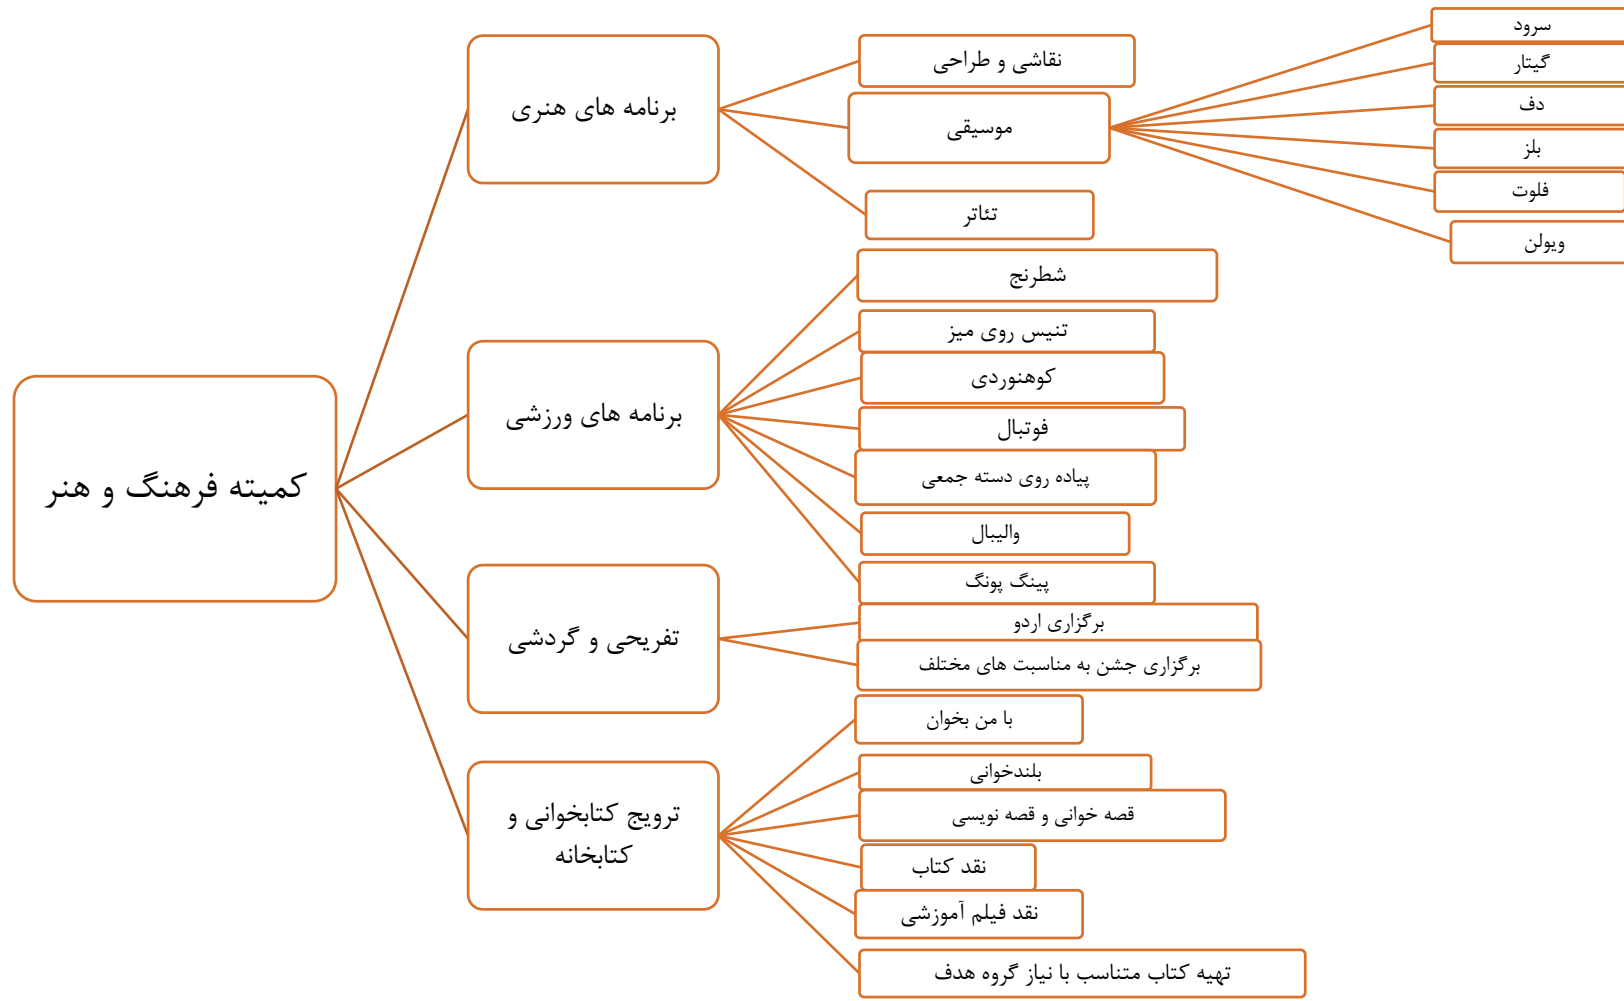 کمیته فرهنگ و هنر
برنامه های هنری
نقاشی و طراحی
موسیقی
سرود
گیتار
دف
بلز
فلوت
ویولن
تئاتر
برنامه های ورزشی
شطرنج
تنیس روی میز
کوهنوردی
فوتبال
پیاده روی دسته جمعی
والیبال
پینگ پونگ
تفریحی و گردشی
برگزاری اردو
برگزاری جشن به مناسبت های مختلف
ترویج کتابخوانی و
کتابخانه
با من بخوان
بلندخوانی
قصه خوانی و قصه نویسی
نقد کتاب
نقد فیلم آموزشی
تهیه کتاب متناسب با نیاز گروه هدف